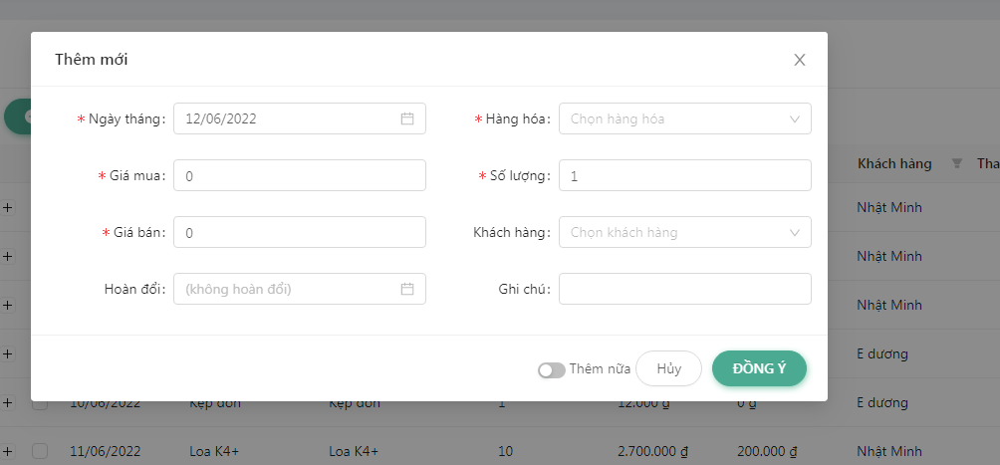 Thêm mới
* Ngày tháng: 12/06/2022 * Hàng hóa: Chọn hàng hóa
* Giá mua: 0 * Số lượng: 1
* Giá bán: 0 Khách hàng: Chọn khách hàng
Hoàn đổi: (không hoàn đổi) Ghi chú:
Thêm nữa Hủy ĐỒNG Ý
Khách hàng Tha
+ Nhật Minh
+ Nhật Minh
+ Nhật Minh
+ E dương
+ 10/06/2022 Kẹp đơn Kẹp đơn 1 12.000 ₫ 0 ₫ E dương
+ 11/06/2022 Loa K4+ Loa K4+ 10 2.700.000 ₫ 200.000 ₫ Nhật Minh